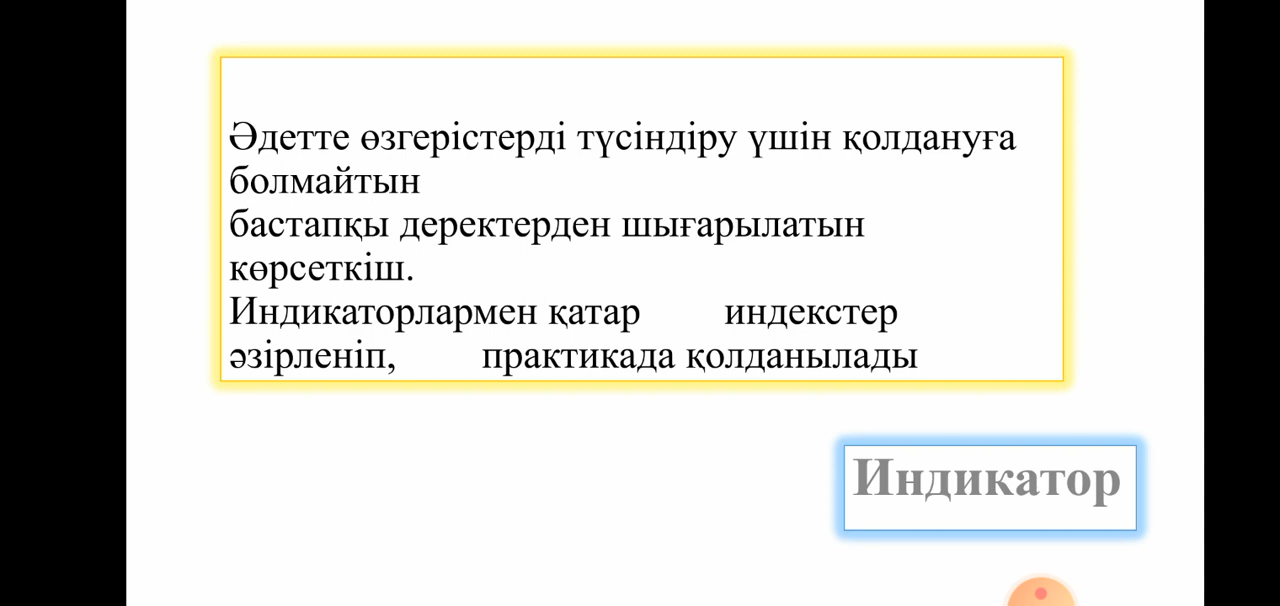 Әдетте өзгерістерді түсіндіру үшін қолдануға
болмайтын
бастапқы деректерден шығарылатын
көрсеткіш.
Индикаторлармен қатар индекстер
әзірленіп, практикада қолданылады
Индикатор